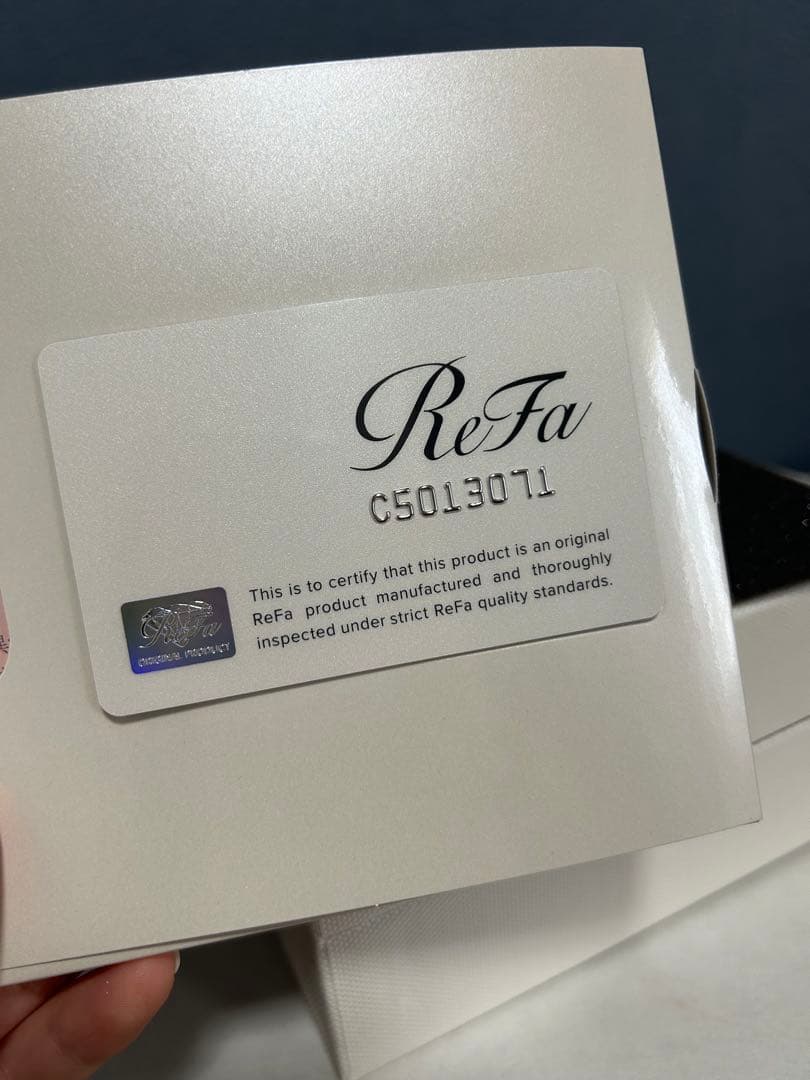 ReFa
C5013071
This is to certify that this product is an original
ReFa product manufactured and thoroughly
inspected under strict ReFa quality standards.
ReFa
ORIGINAL PRODUCT